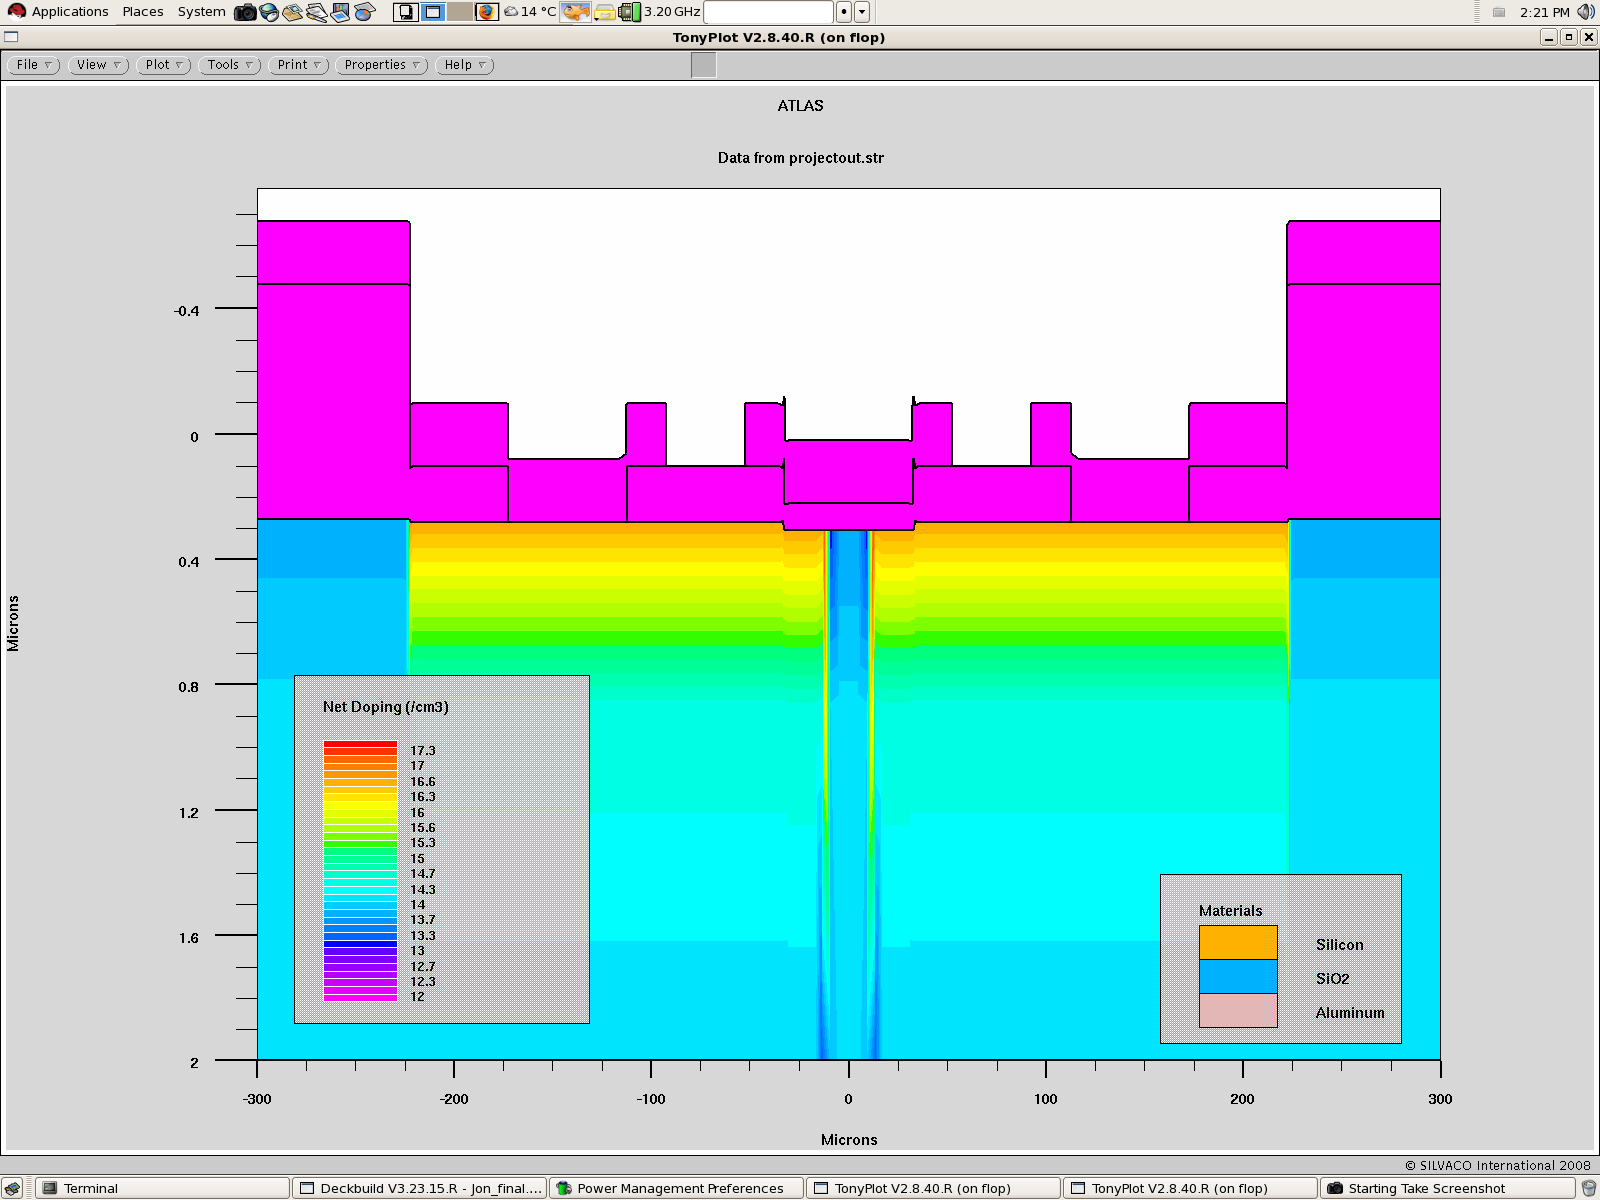 Applications Places System 14 °C 3.20 GHz 2:21 PM
TonyPlot V2.8.40.R (on flop)
File View Plot Tools Print Properties Help
ATLAS
Data from projectout.str
-0.4
0
0.4
0.8
1.2
1.6
2
Microns
-300 -200 -100 0 100 200 300
Microns
Net Doping (/cm3)
17.3
17
16.6
16.3
16
15.6
15.3
15
14.7
14.3
14
13.7
13.3
13
12.7
12.3
12
Materials
Silicon
SiO2
Aluminum
© SILVACO International 2008
Terminal Deckbuild V3.23.15.R - Jon_final.... Power Management Preferences TonyPlot V2.8.40.R (on flop) TonyPlot V2.8.40.R (on flop) Starting Take Screenshot